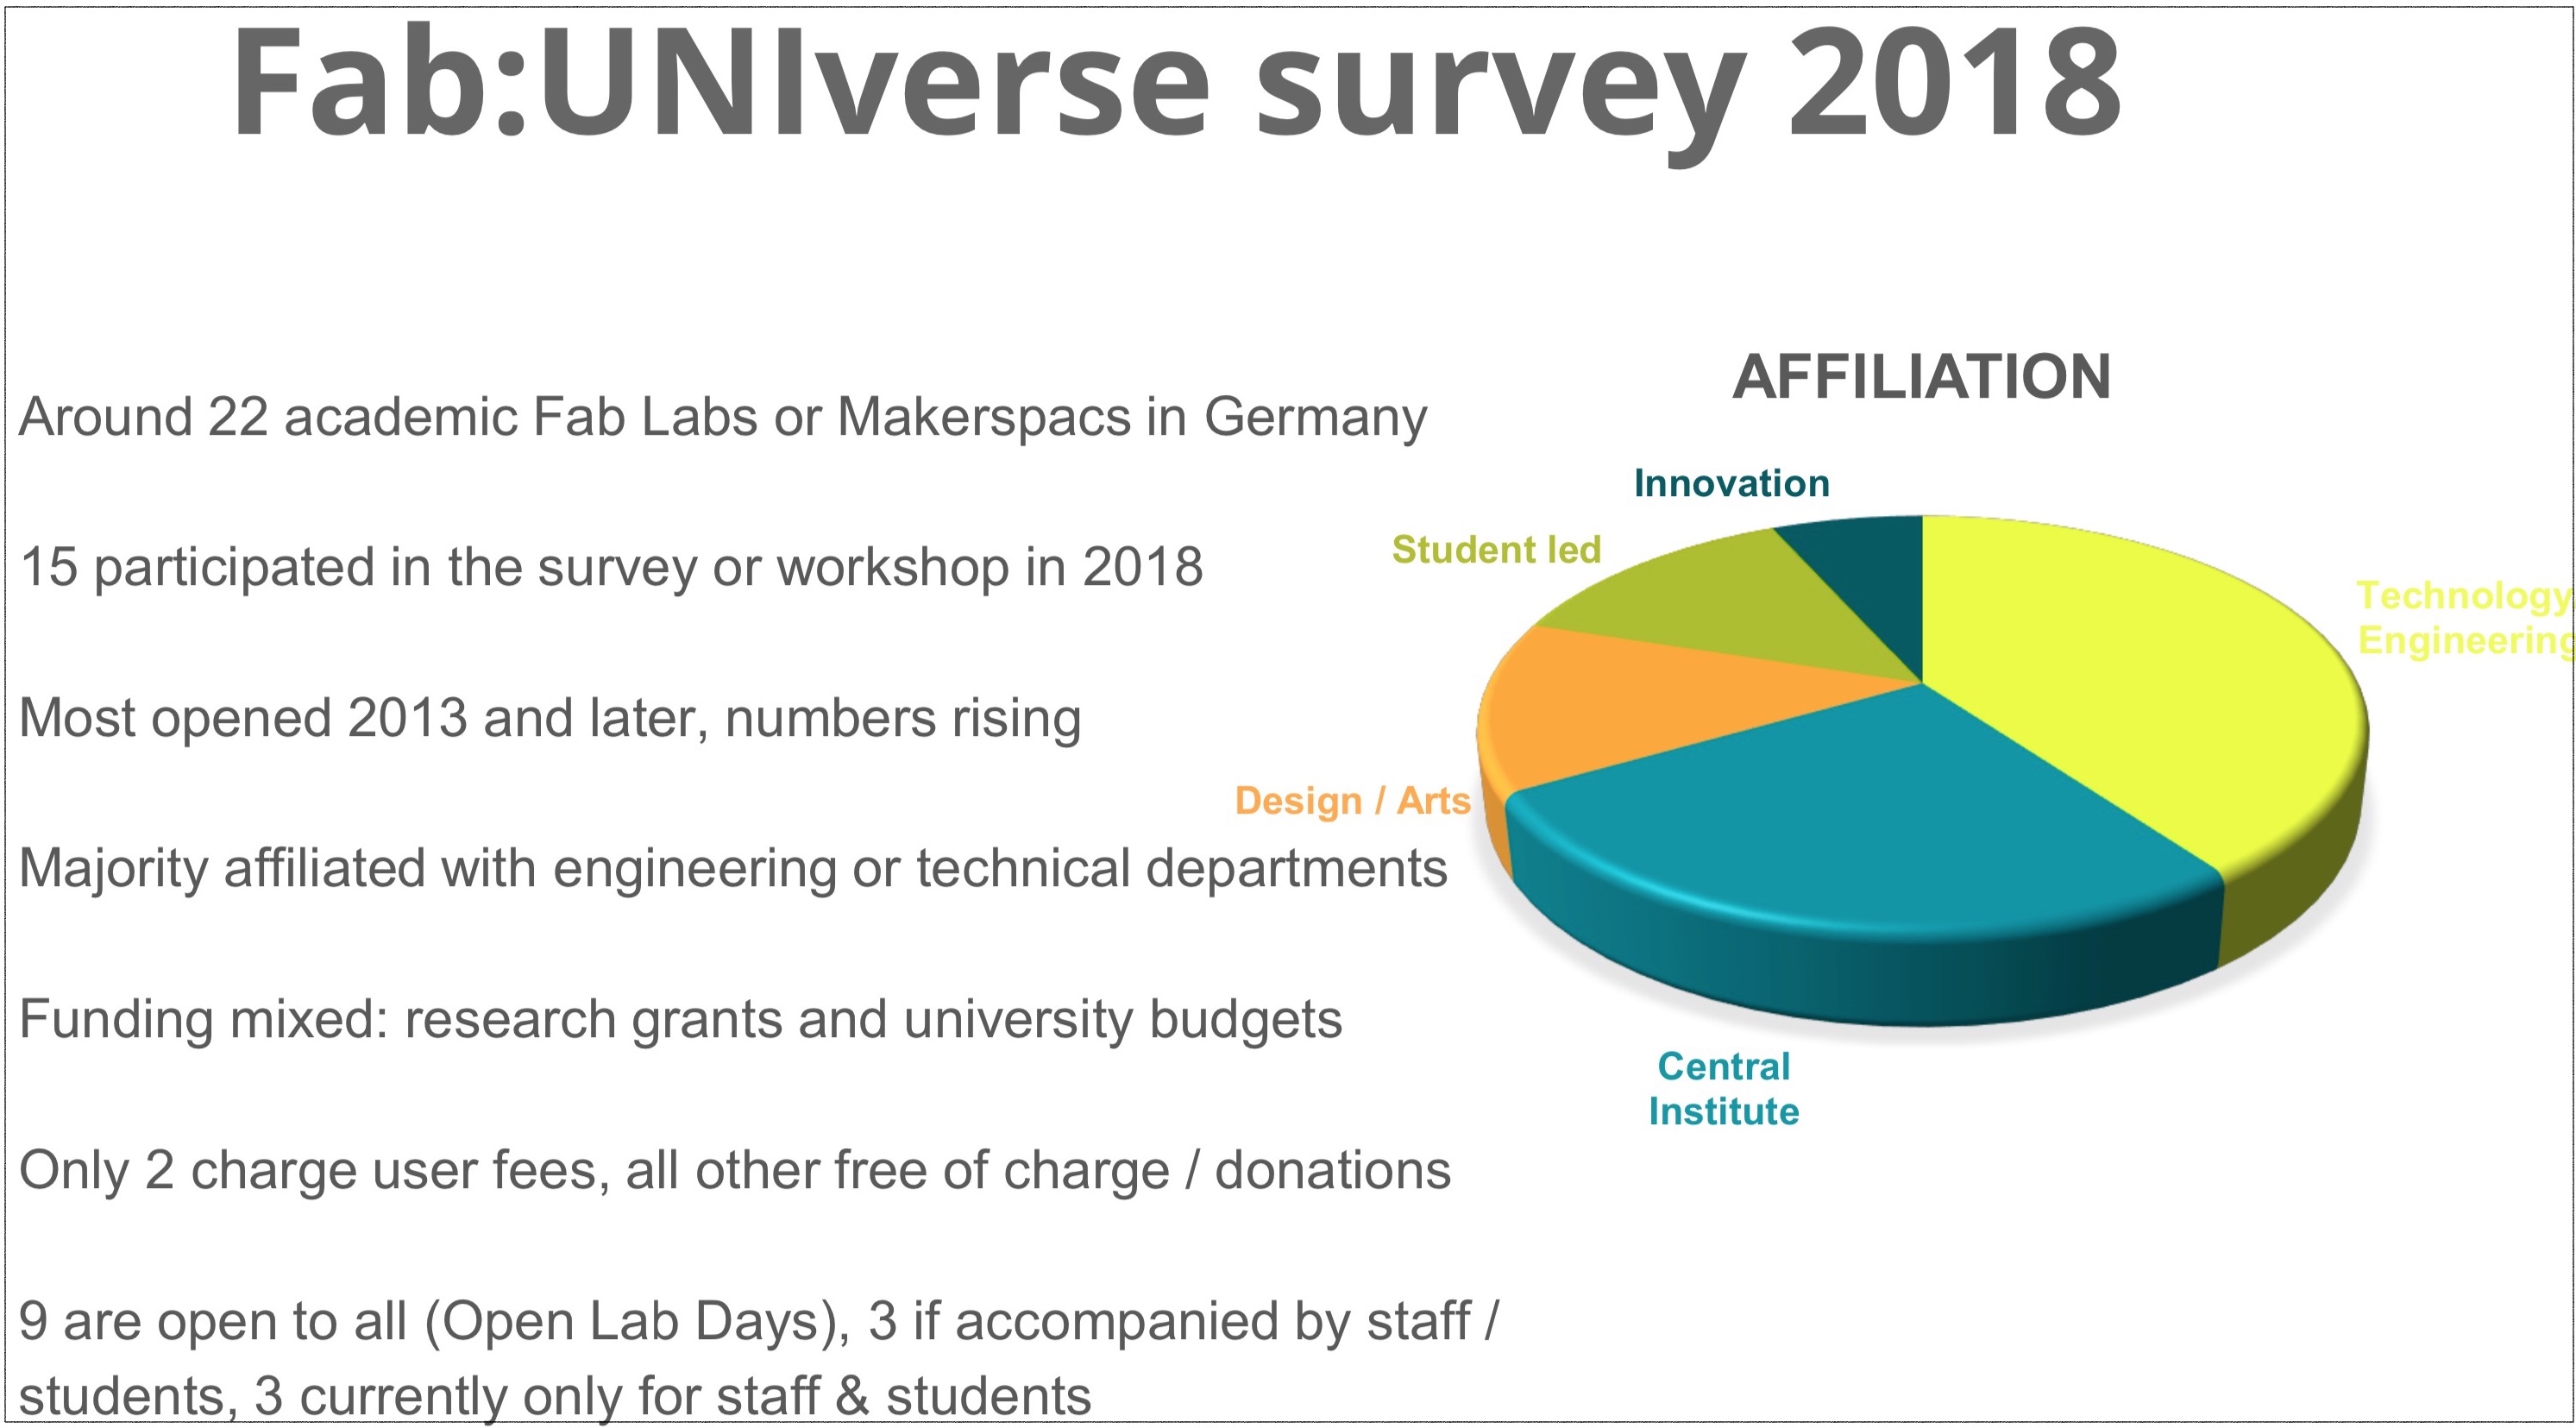 Fab:UNIverse survey 2018
Around 22 academic Fab Labs or Makerspacs in Germany
15 participated in the survey or workshop in 2018
Most opened 2013 and later, numbers rising
Majority affiliated with engineering or technical departments
Funding mixed: research grants and university budgets
Only 2 charge user fees, all other free of charge / donations
9 are open to all (Open Lab Days), 3 if accompanied by staff /
students, 3 currently only for staff & students
AFFILIATION
Innovation
Student led
Technology
Engineering
Design / Arts
Central
Institute